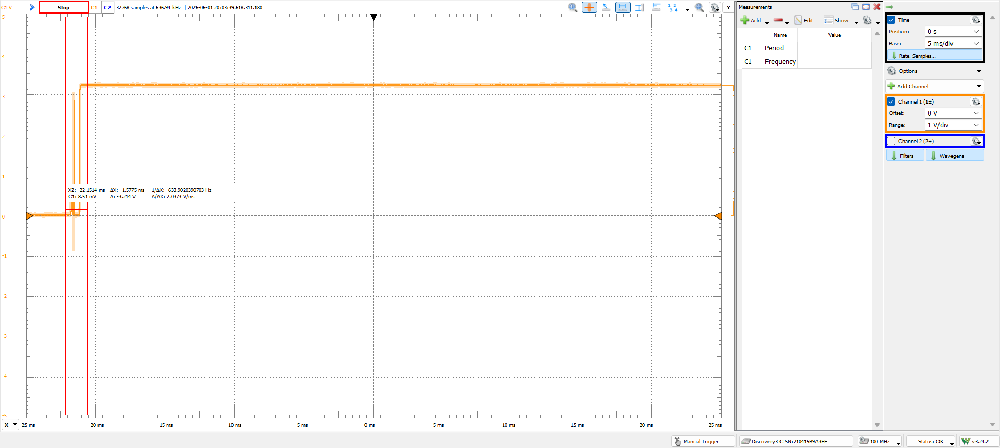 C1 V
Stop
C1
C2
32768 samples at 636.94 kHz | 2026-06-01 20:03:39.618.311.180
Y
5
4
3
2
1
0
-1
-2
-3
-4
-5
X2: -22.1514 ms ΔX: -1.5775 ms 1/ΔX: -633.9020390703 Hz
C1: 8.51 mV Δ: -3.214 V Δ/ΔX: 2.0373 V/ms
X
-25 ms
-20 ms
-15 ms
-10 ms
-5 ms
0 ms
5 ms
10 ms
15 ms
20 ms
25 ms
Measurements
Add
Edit
Show
Name Value
C1 Period
C1 Frequency
Time
Position: 0 s
Base: 5 ms/div
Rate, Samples...
Options
Add Channel
Channel 1 (1±)
Offset: 0 V
Range: 1 V/div
Channel 2 (2±)
Filters
Wavegens
Manual Trigger
Discovery3 C SN:210415B9A3FE
100 MHz
Status: OK
v3.24.2